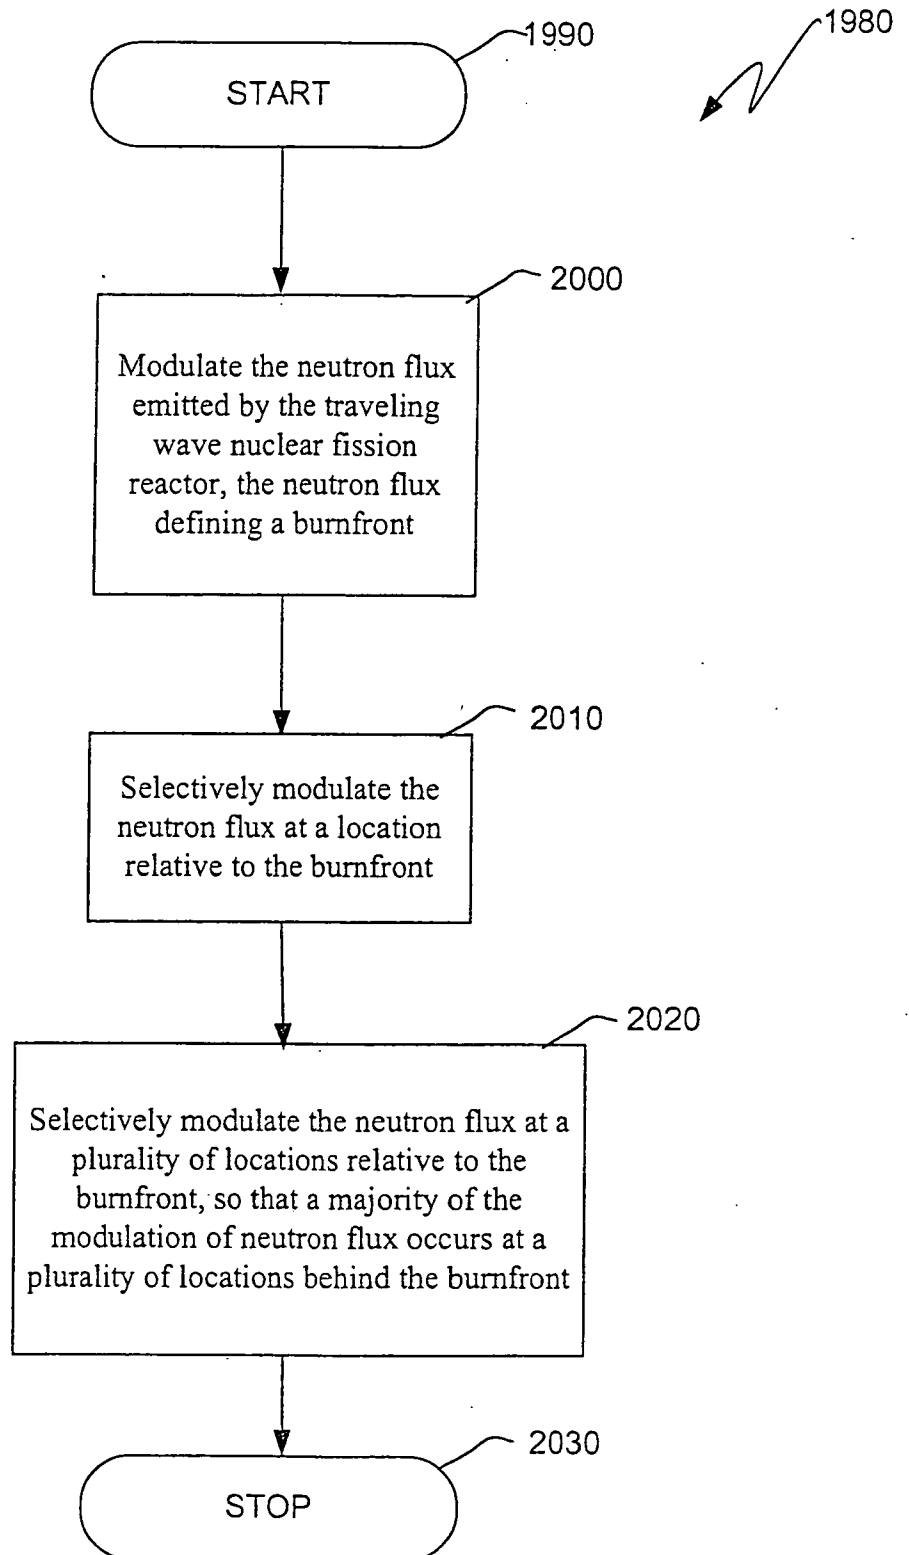 1990
1980
START
2000
Modulate the neutron flux
emitted by the traveling
wave nuclear fission
reactor, the neutron flux
defining a burnfront
2010
Selectively modulate the
neutron flux at a location
relative to the burnfront
2020
Selectively modulate the neutron flux at a
plurality of locations relative to the
burnfront, so that a majority of the
modulation of neutron flux occurs at a
plurality of locations behind the burnfront
2030
STOP